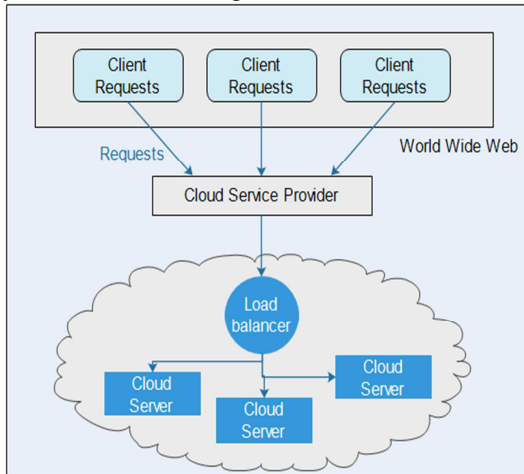 Client
Requests
Client
Requests
Client
Requests
World Wide Web
Requests
Cloud Service Provider
Load
balancer
Cloud
Server
Cloud
Server
Cloud
Server